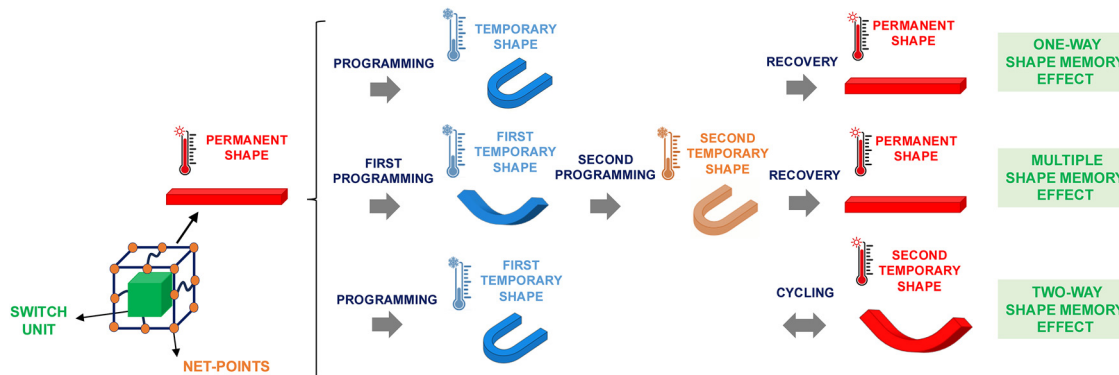 PERMANENT
SHAPE
SWITCH
UNIT
NET-POINTS
PROGRAMMING
TEMPORARY
SHAPE
RECOVERY
PERMANENT
SHAPE
ONE-WAY
SHAPE MEMORY
EFFECT
FIRST
PROGRAMMING
FIRST
TEMPORARY
SHAPE
SECOND
PROGRAMMING
SECOND
TEMPORARY
SHAPE
RECOVERY
PERMANENT
SHAPE
MULTIPLE
SHAPE MEMORY
EFFECT
PROGRAMMING
FIRST
TEMPORARY
SHAPE
CYCLING
SECOND
TEMPORARY
SHAPE
TWO-WAY
SHAPE MEMORY
EFFECT